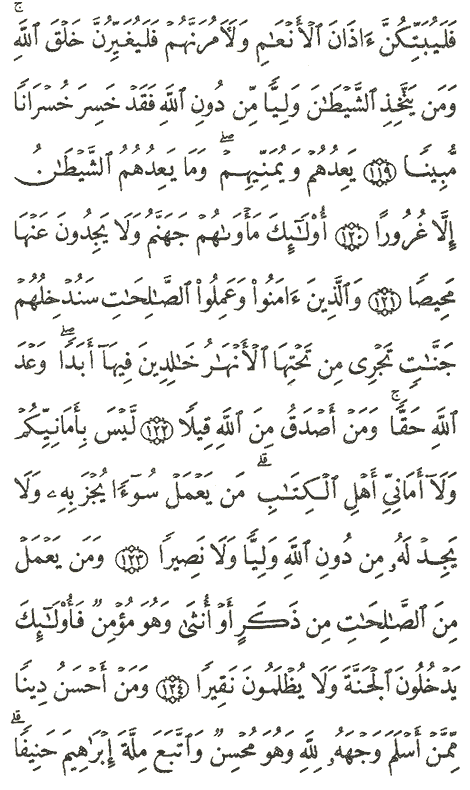 فَلَيُبَتِّكُنَّ ءَاذَانَ ٱلْأَنْعَـٰمِ وَلَـَٔامُرَنَّهُمْ فَلَيُغَيِّرُنَّ خَلْقَ ٱللَّهِ ۚ
وَمَن يَتَّخِذِ ٱلشَّيْطَـٰنَ وَلِيًّا مِّن دُونِ ٱللَّهِ فَقَدْ خَسِرَ خُسْرَانًا
مُّبِينًا ١١٩ يَعِدُهُمْ وَيُمَنِّيهِمْ ۖ وَمَا يَعِدُهُمُ ٱلشَّيْطَـٰنُ
إِلَّا غُرُورًا ١٢٠ أُوْلَـٰٓئِكَ مَأْوَىٰهُمْ جَهَنَّمُ وَلَا يَجِدُونَ عَنْهَا
مَحِيصًا ١٢١ وَٱلَّذِينَ ءَامَنُوا۟ وَعَمِلُوا۟ ٱلصَّـٰلِحَـٰتِ سَنُدْخِلُهُمْ
جَنَّـٰتٍ تَجْرِى مِن تَحْتِهَا ٱلْأَنْهَـٰرُ خَـٰلِدِينَ فِيهَآ أَبَدًا ۖ وَعْدَ
ٱللَّهِ حَقًّا ۚ وَمَنْ أَصْدَقُ مِنَ ٱللَّهِ قِيلًا ١٢٢ لَّيْسَ بِأَمَانِيِّكُمْ
وَلَآ أَمَانِىِّ أَهْلِ ٱلْكِتَـٰبِ ۗ مَن يَعْمَلْ سُوٓءًا يُجْزَ بِهِۦ وَلَا
يَجِدْ لَهُۥ مِن دُونِ ٱللَّهِ وَلِيًّا وَلَا نَصِيرًا ١٢٣ وَمَن يَعْمَلْ
مِنَ ٱلصَّـٰلِحَـٰتِ مِن ذَكَرٍ أَوْ أُنثَىٰ وَهُوَ مُؤْمِنٌ فَأُوْلَـٰٓئِكَ
يَدْخُلُونَ ٱلْجَنَّةَ وَلَا يُظْلَمُونَ نَقِيرًا ١٢٤ وَمَنْ أَحْسَنُ دِينًا
مِّمَّنْ أَسْلَمَ وَجْهَهُۥ لِلَّهِ وَهُوَ مُحْسِنٌ وَٱتَّبَعَ مِلَّةَ إِبْرَٰهِيمَ حَنِيفًا ۗ